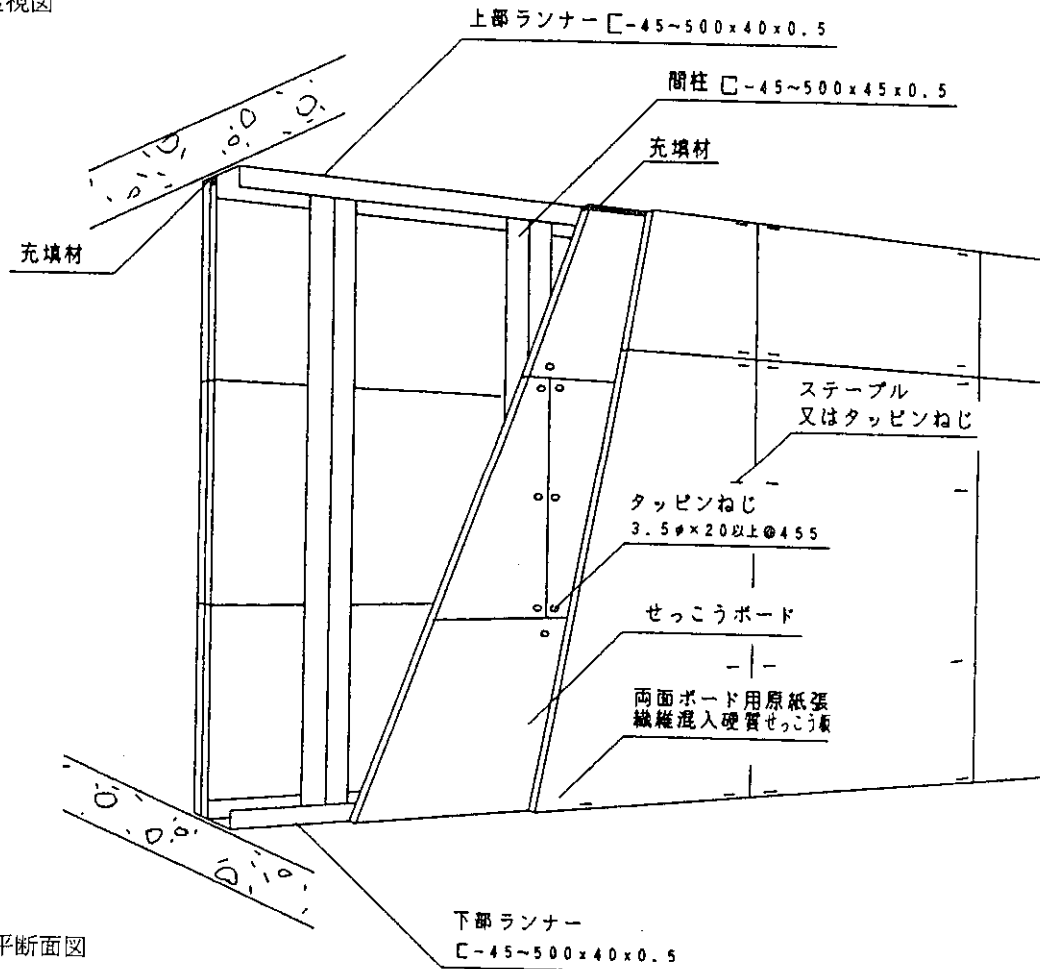 視図
上部ランナー ㄷ-45~500x40x0.5
間柱 ㄷ-45~500x45x0.5
充填材
充填材
ステープル
又はタッピンねじ
タッピンねじ
3.5φ×20以上@455
せっこうボード
両面ボード用原紙張
繊維混入硬質せっこう板
下部ランナー
ㄷ-45~500x40x0.5
平断面図